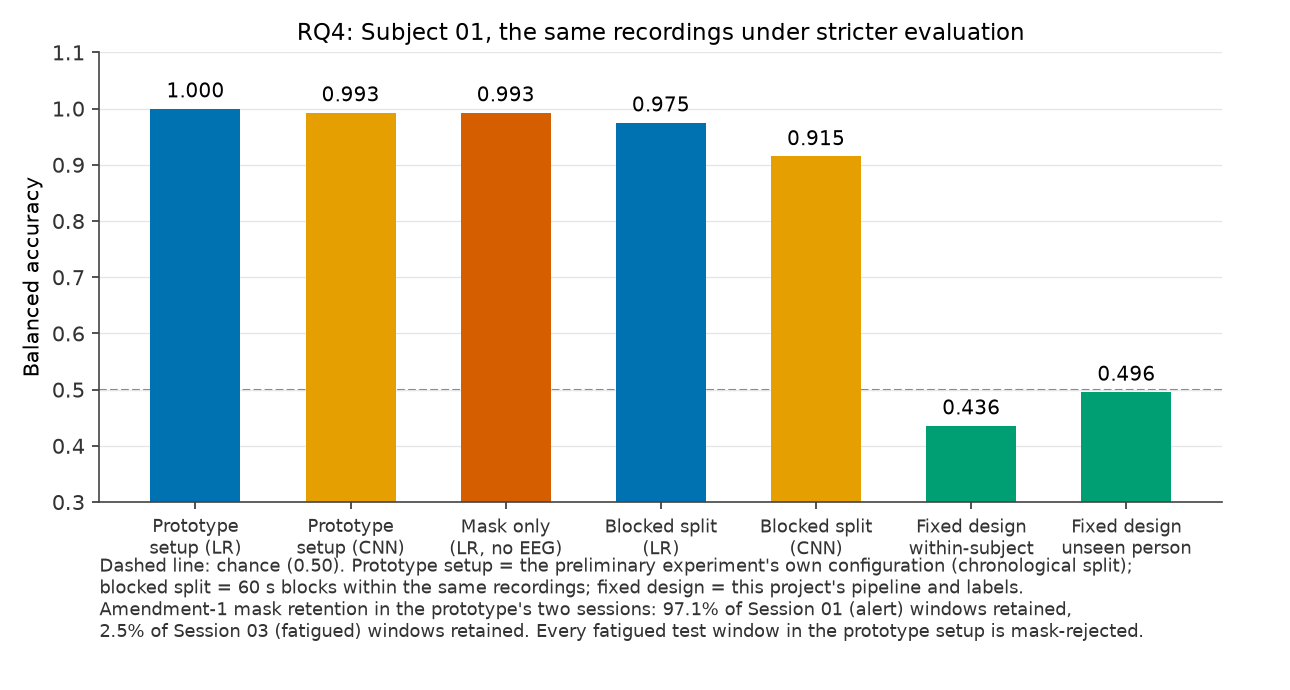 RQ4: Subject 01, the same recordings under stricter evaluation
Balanced accuracy
1.1
1.0
0.9
0.8
0.7
0.6
0.5
0.4
0.3
1.000
0.993
0.993
0.975
0.915
0.436
0.496
Prototype
setup (LR)
Prototype
setup (CNN)
Mask only
(LR, no EEG)
Blocked split
(LR)
Blocked split
(CNN)
Fixed design
within-subject
Fixed design
unseen person
Dashed line: chance (0.50). Prototype setup = the preliminary experiment's own configuration (chronological split);
blocked split = 60 s blocks within the same recordings; fixed design = this project's pipeline and labels.
Amendment-1 mask retention in the prototype's two sessions: 97.1% of Session 01 (alert) windows retained,
2.5% of Session 03 (fatigued) windows retained. Every fatigued test window in the prototype setup is mask-rejected.